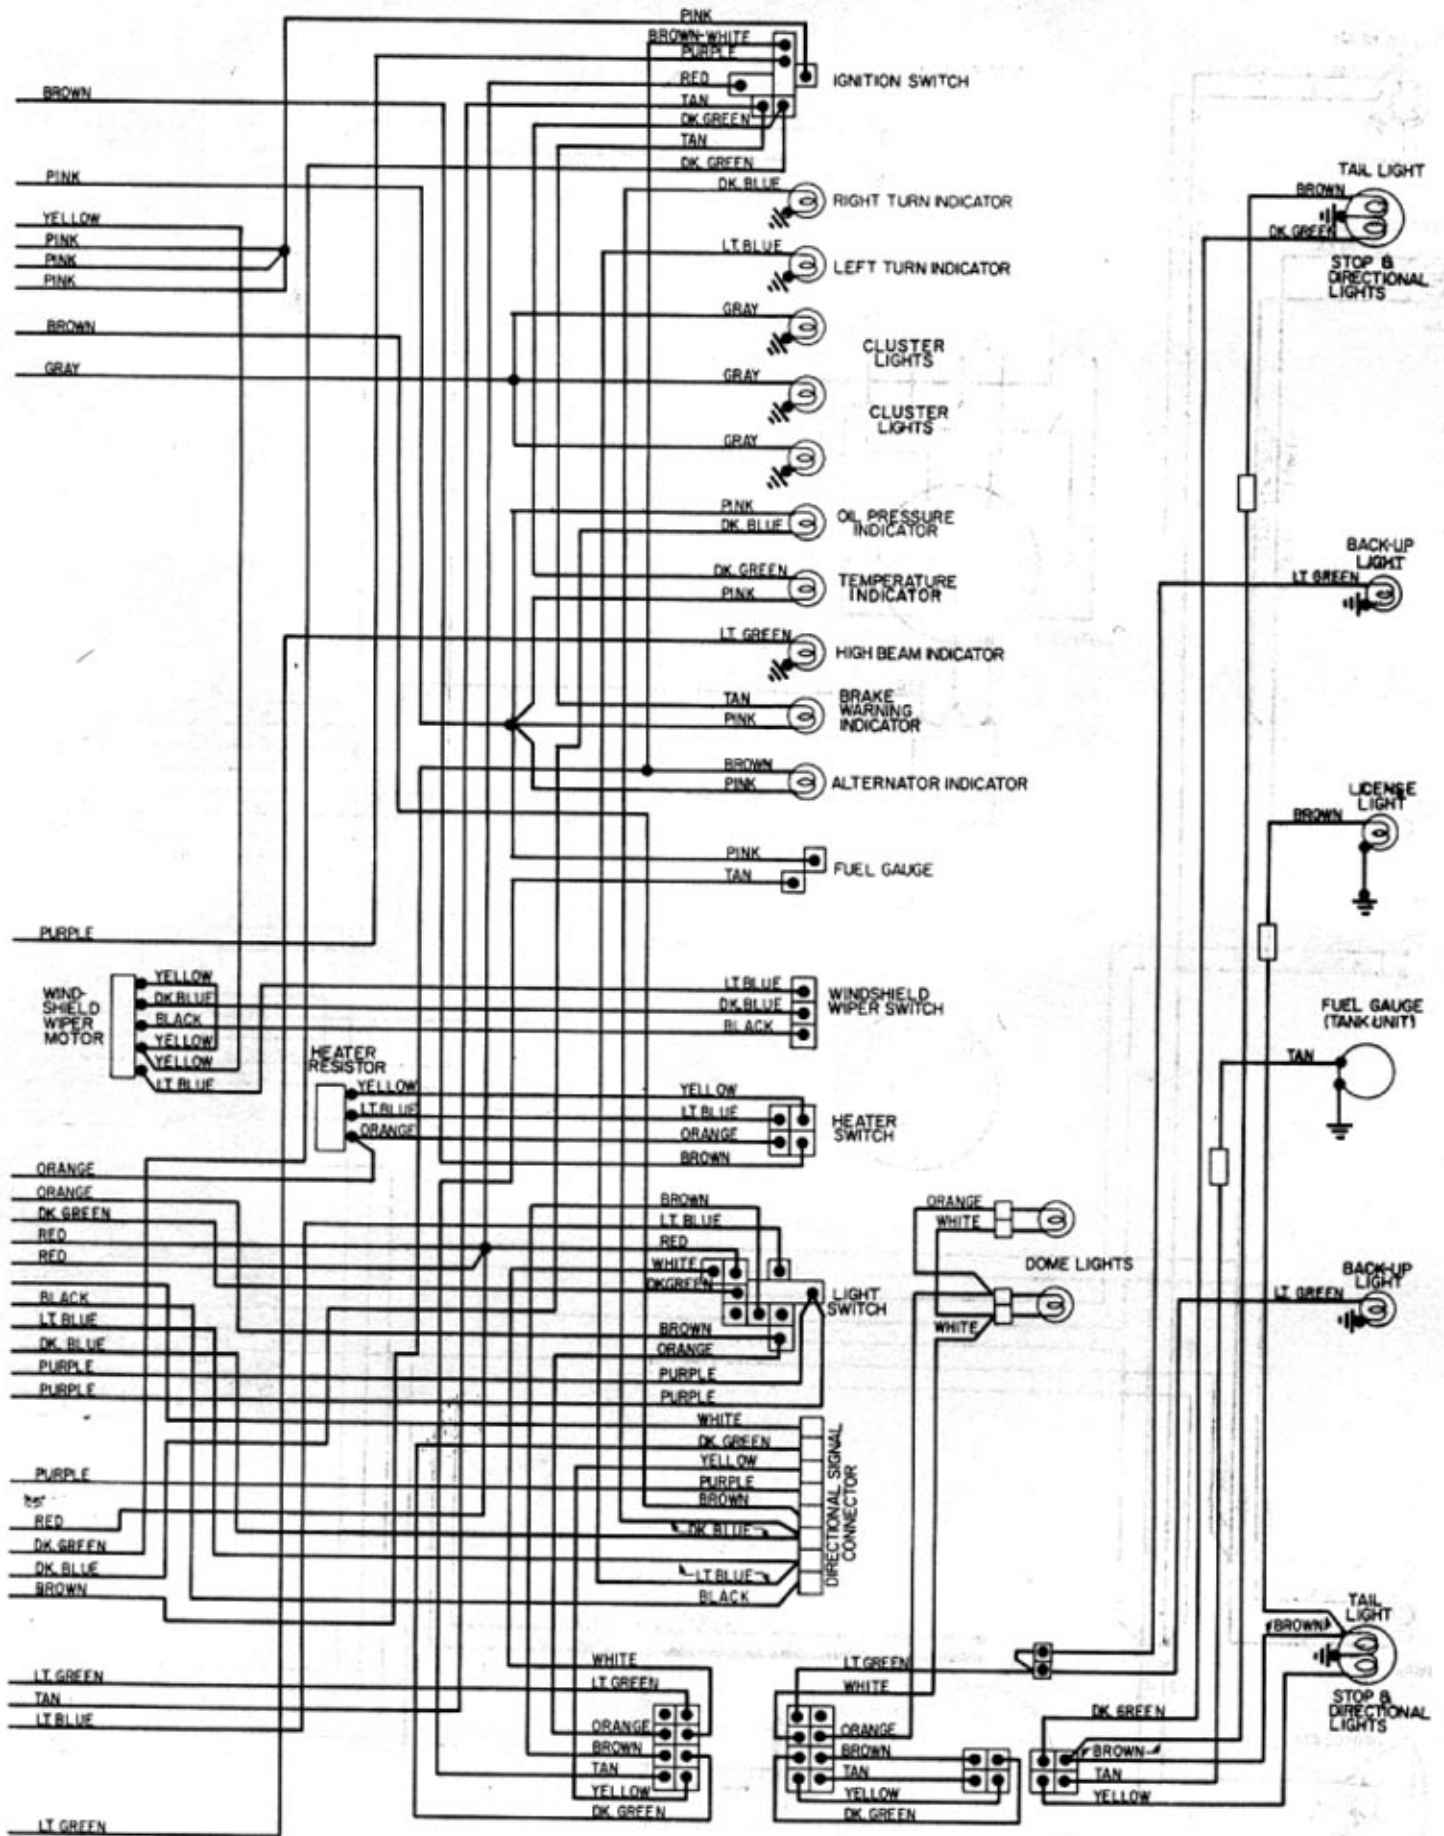 PINK
BROWN-WHITE
PURPLE
RED
IGNITION SWITCH
BROWN
TAN
DK.GREEN
TAN
DK. GREEN
PINK
DK. BLUE
RIGHT TURN INDICATOR
TAIL LIGHT
BROWN
DK. GREEN
STOP &
DIRECTIONAL
LIGHTS
YELLOW
PINK
PINK
PINK
LT. BLUE
LEFT TURN INDICATOR
BROWN
GRAY
CLUSTER
LIGHTS
GRAY
GRAY
CLUSTER
LIGHTS
GRAY
PINK
DK. BLUE
OIL PRESSURE
INDICATOR
BACK-UP
LIGHT
LT GREEN
DK. GREEN
PINK
TEMPERATURE
INDICATOR
LT. GREEN
HIGH BEAM INDICATOR
TAN
PINK
BRAKE
WARNING
INDICATOR
BROWN
PINK
ALTERNATOR INDICATOR
LICENSE
LIGHT
BROWN
PINK
TAN
FUEL GAUGE
PURPLE
WIND-
SHIELD
WIPER
MOTOR
YELLOW
DK.BLUE
BLACK
YELLOW
YELLOW
LT. BLUE
LT. BLUE
DK.BLUE
BLACK
WINDSHIELD
WIPER SWITCH
FUEL GAUGE
(TANK UNIT)
TAN
HEATER
RESISTOR
YELLOW
LT.BLUE
ORANGE
YELLOW
LT.BLUE
ORANGE
BROWN
HEATER
SWITCH
ORANGE
ORANGE
DK GREEN
RED
RED
BLACK
LT. BLUE
DK. BLUE
PURPLE
PURPLE
BROWN
LT. BLUE
RED
WHITE
DKGREEN
LIGHT
SWITCH
BROWN
ORANGE
PURPLE
PURPLE
ORANGE
WHITE
DOME LIGHTS
WHITE
BACK-UP
LIGHT
LT. GREEN
WHITE
DK. GREEN
YELLOW
PURPLE
BROWN
DK. BLUE
LT BLUE
BLACK
DIRECTIONAL SIGNAL
CONNECTOR
PURPLE
RED
DK. GREEN
DK. BLUE
BROWN
LT. GREEN
TAN
LT BLUE
LT GREEN
WHITE
LT GREEN
ORANGE
BROWN
TAN
YELLOW
DK. GREEN
LT. GREEN
WHITE
ORANGE
BROWN
TAN
YELLOW
DK. GREEN
DK. GREEN
BROWN
TAN
YELLOW
TAIL
LIGHT
BROWN
STOP &
DIRECTIONAL
LIGHTS